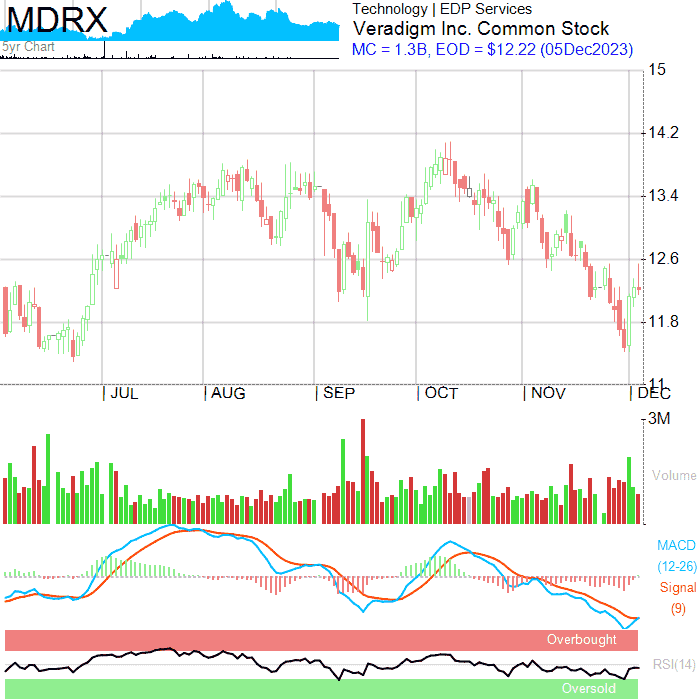 MDRX
5yr Chart
Technology | EDP Services
Veradigm Inc. Common Stock
MC = 1.3B, EOD = $12.22 (05Dec2023)
15
14.2
13.4
12.6
11.8
11
| JUL | AUG | SEP | OCT | NOV | DEC
3M
Volume
MACD
(12-26)
Signal
(9)
Overbought
RSI(14)
Oversold